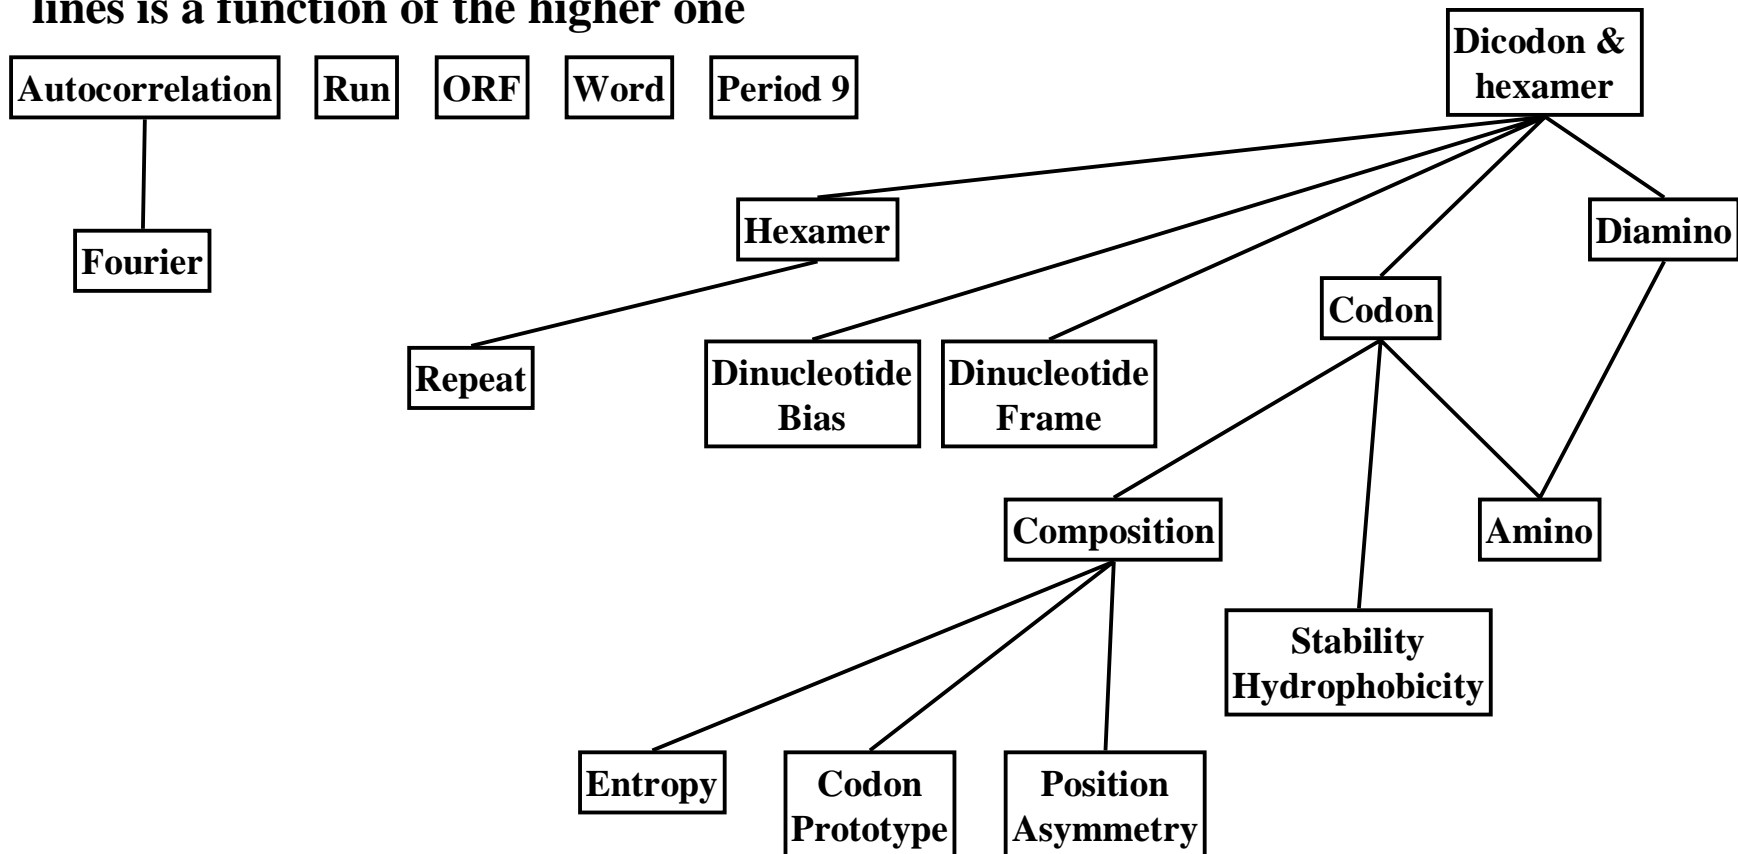 lines is a function of the higher one
Dicodon &
hexamer
Autocorrelation
Run
ORF
Word
Period 9
Hexamer
Diamino
Fourier
Codon
Repeat
Dinucleotide
Bias
Dinucleotide
Frame
Composition
Amino
Stability
Hydrophobicity
Entropy
Codon
Prototype
Position
Asymmetry